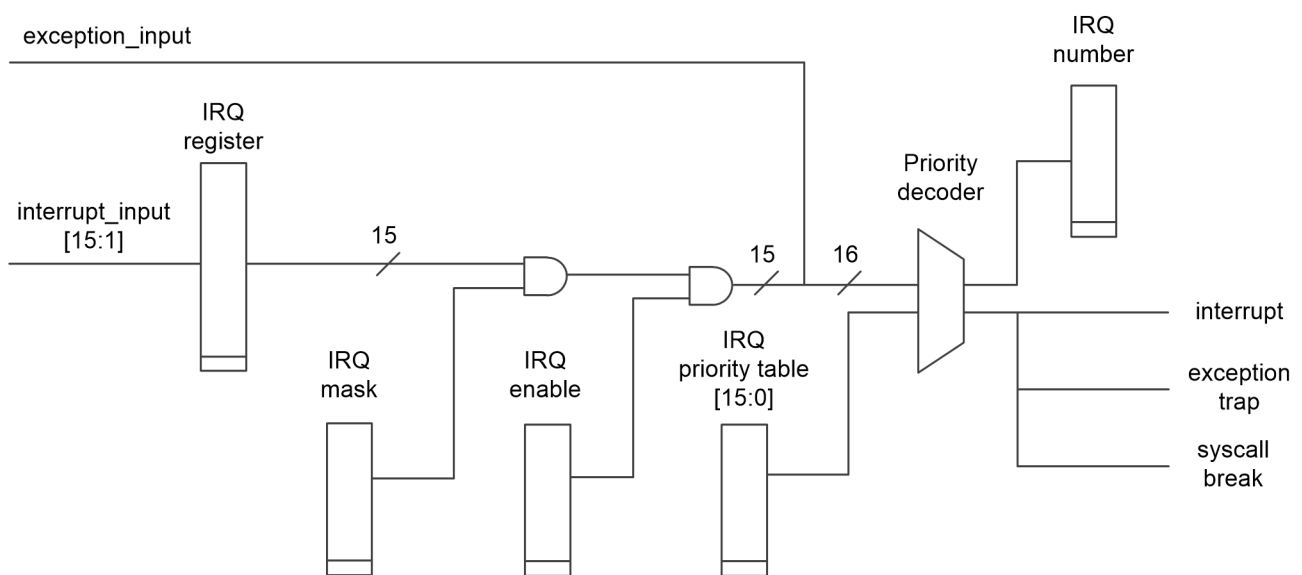 exception_input
IRQ
number
IRQ
register
Priority
decoder
interrupt_input
[15:1]
15
15
16
interrupt
IRQ
mask
IRQ
enable
IRQ
priority table
[15:0]
exception
trap
syscall
break